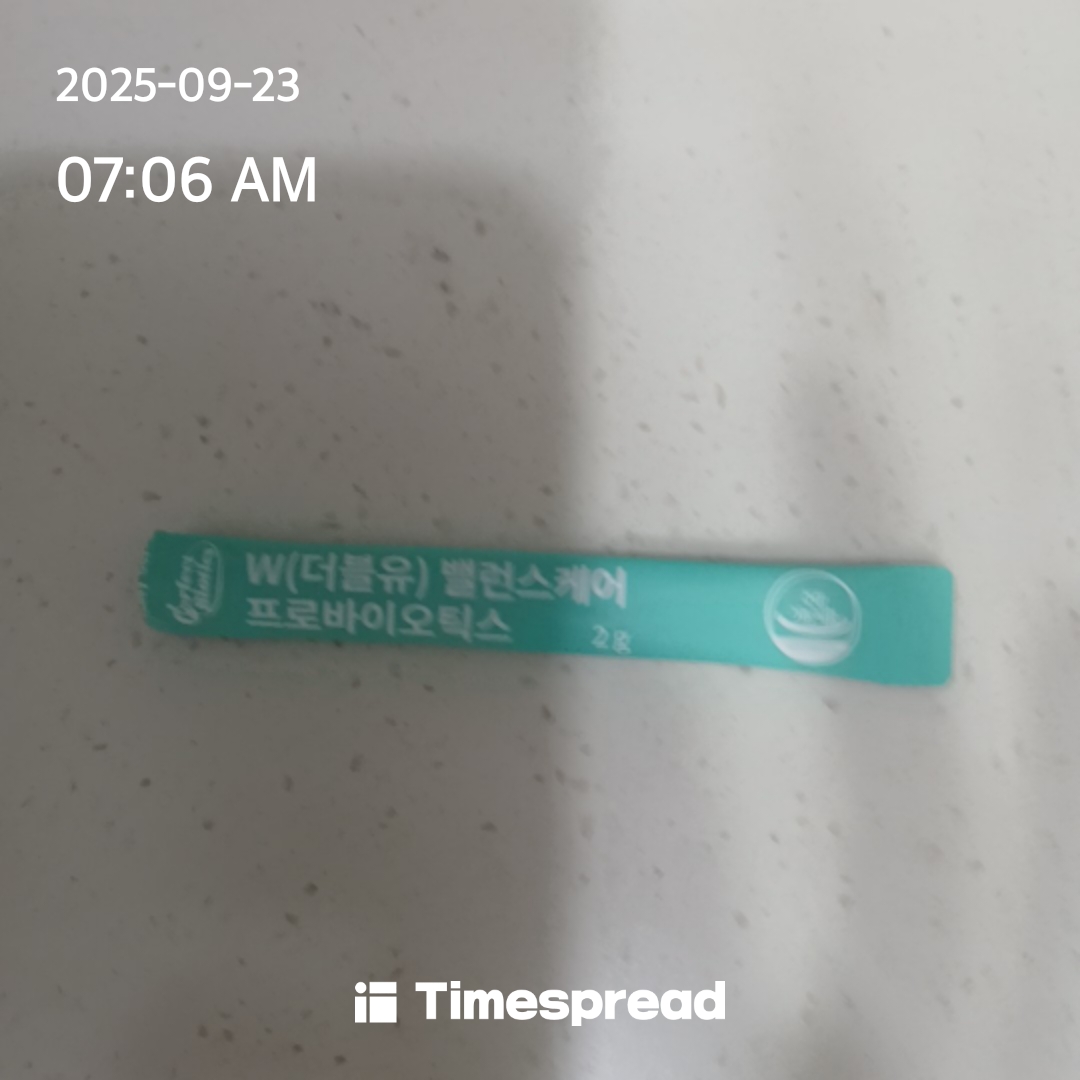 2025-09-23
07:06 AM
W(더블유) 밸런스케어
프로바이오틱스
2 g
Timespread